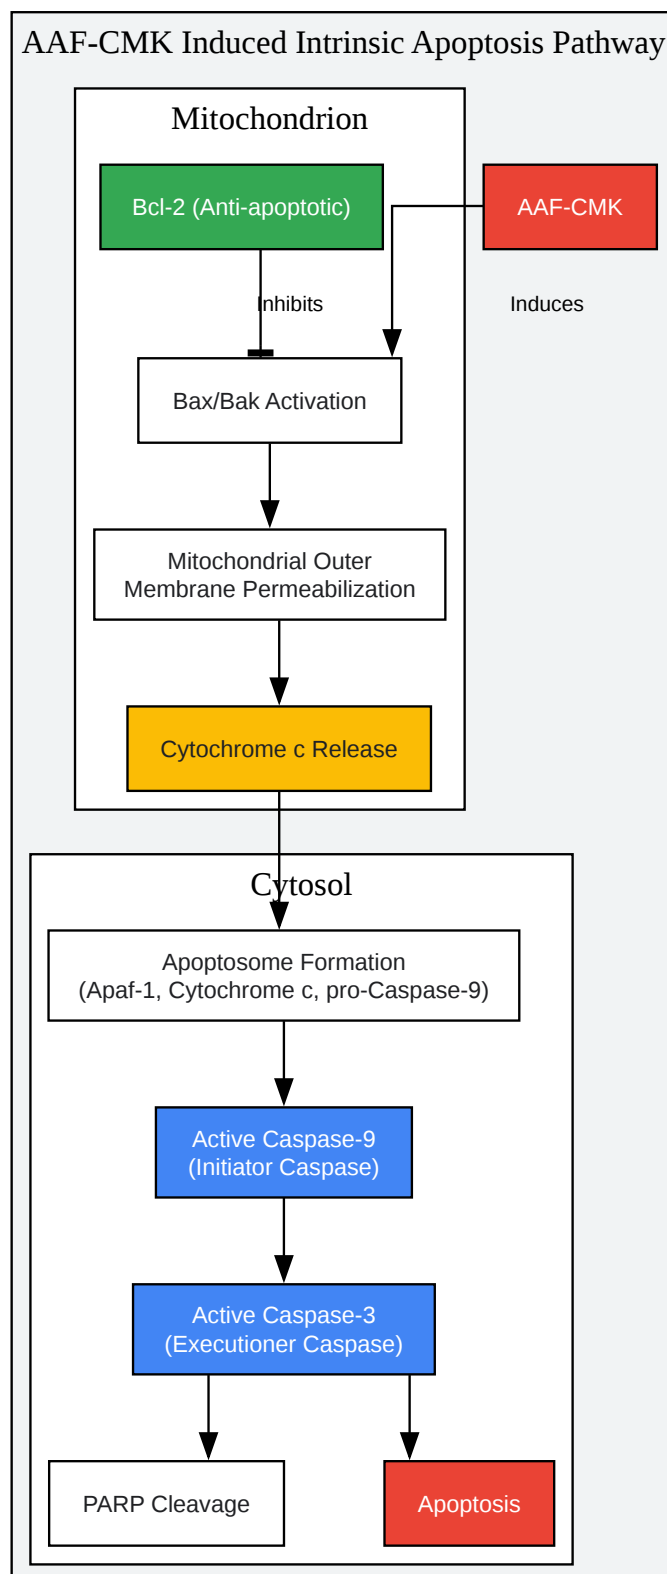 AAF-CMK Induced Intrinsic Apoptosis Pathway
Mitochondrion
Bcl-2 (Anti-apoptotic)
AAF-CMK
Inhibits
Induces
Bax/Bak Activation
Mitochondrial Outer
Membrane Permeabilization
Cytochrome c Release
Cytosol
Apoptosome Formation
(Apaf-1, Cytochrome c, pro-Caspase-9)
Active Caspase-9
(Initiator Caspase)
Active Caspase-3
(Executioner Caspase)
PARP Cleavage
Apoptosis